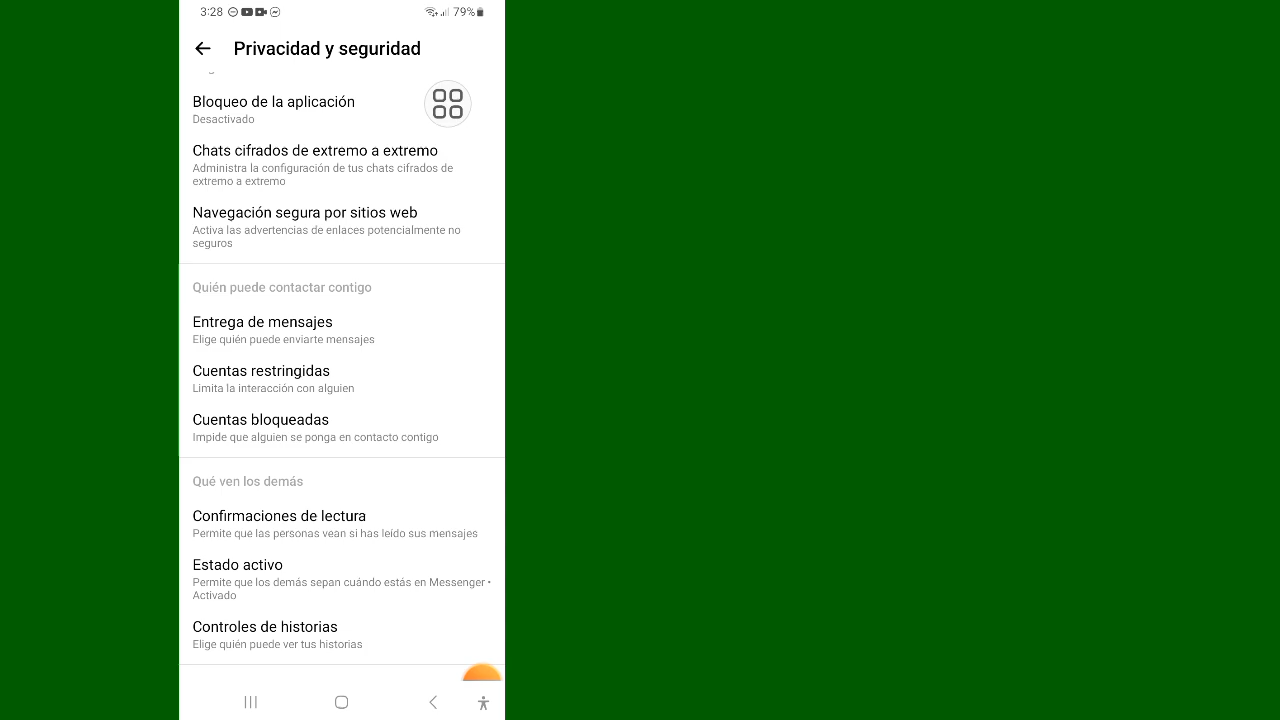 3:28
79%
Privacidad y seguridad
Bloqueo de la aplicación
Desactivado
Chats cifrados de extremo a extremo
Administra la configuración de tus chats cifrados de
extremo a extremo
Navegación segura por sitios web
Activa las advertencias de enlaces potencialmente no
seguros
Quién puede contactar contigo
Entrega de mensajes
Elige quién puede enviarte mensajes
Cuentas restringidas
Limita la interacción con alguien
Cuentas bloqueadas
Impide que alguien se ponga en contacto contigo
Qué ven los demás
Confirmaciones de lectura
Permite que las personas vean si has leído sus mensajes
Estado activo
Permite que los demás sepan cuándo estás en Messenger •
Activado
Controles de historias
Elige quién puede ver tus historias